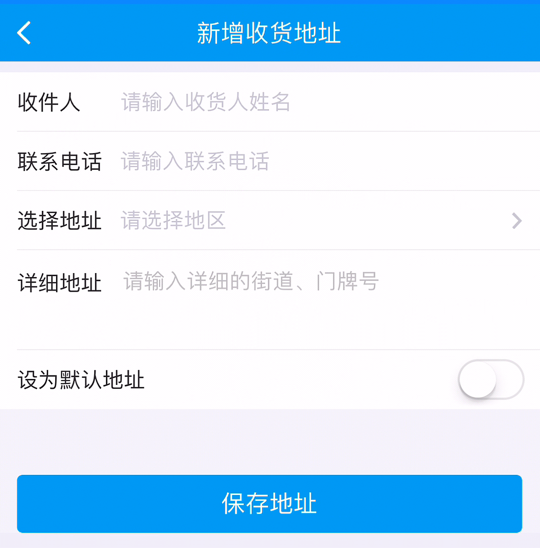 新增收货地址
收件人 请输入收货人姓名
联系电话 请输入联系电话
选择地址 请选择地区
详细地址 请输入详细的街道、门牌号
设为默认地址
保存地址